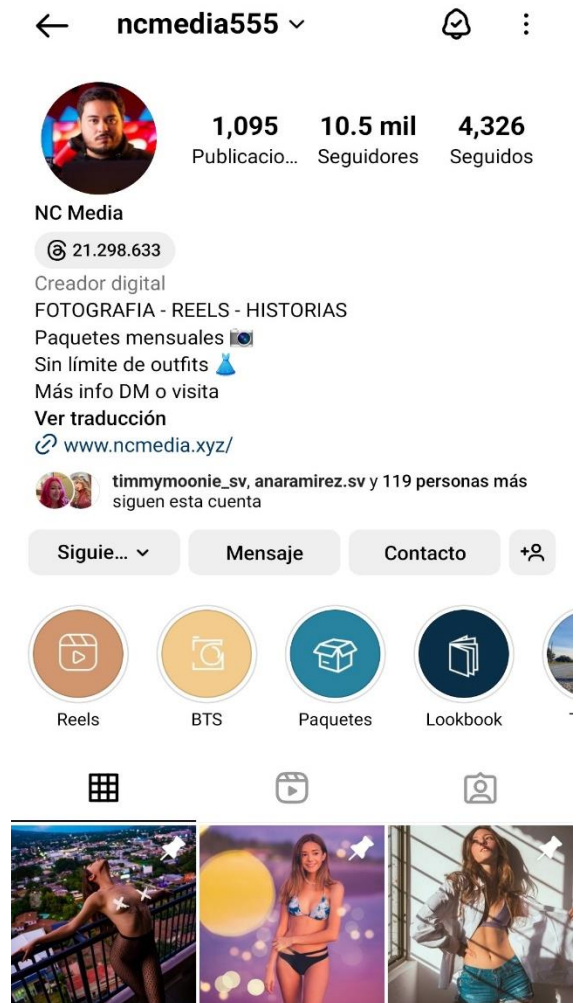 ncmedia555
1,095 10.5 mil 4,326
Publicacio... Seguidores Seguidos
NC Media
21.298.633
Creador digital
FOTOGRAFIA - REELS - HISTORIAS
Paquetes mensuales 📷
Sin límite de outfits 👗
Más info DM o visita
Ver traducción
www.ncmedia.xyz/
timmymoonie_sv, anaramirez.sv y 119 personas más
siguen esta cuenta
Siguie... Mensaje Contacto
Reels BTS Paquetes Lookbook